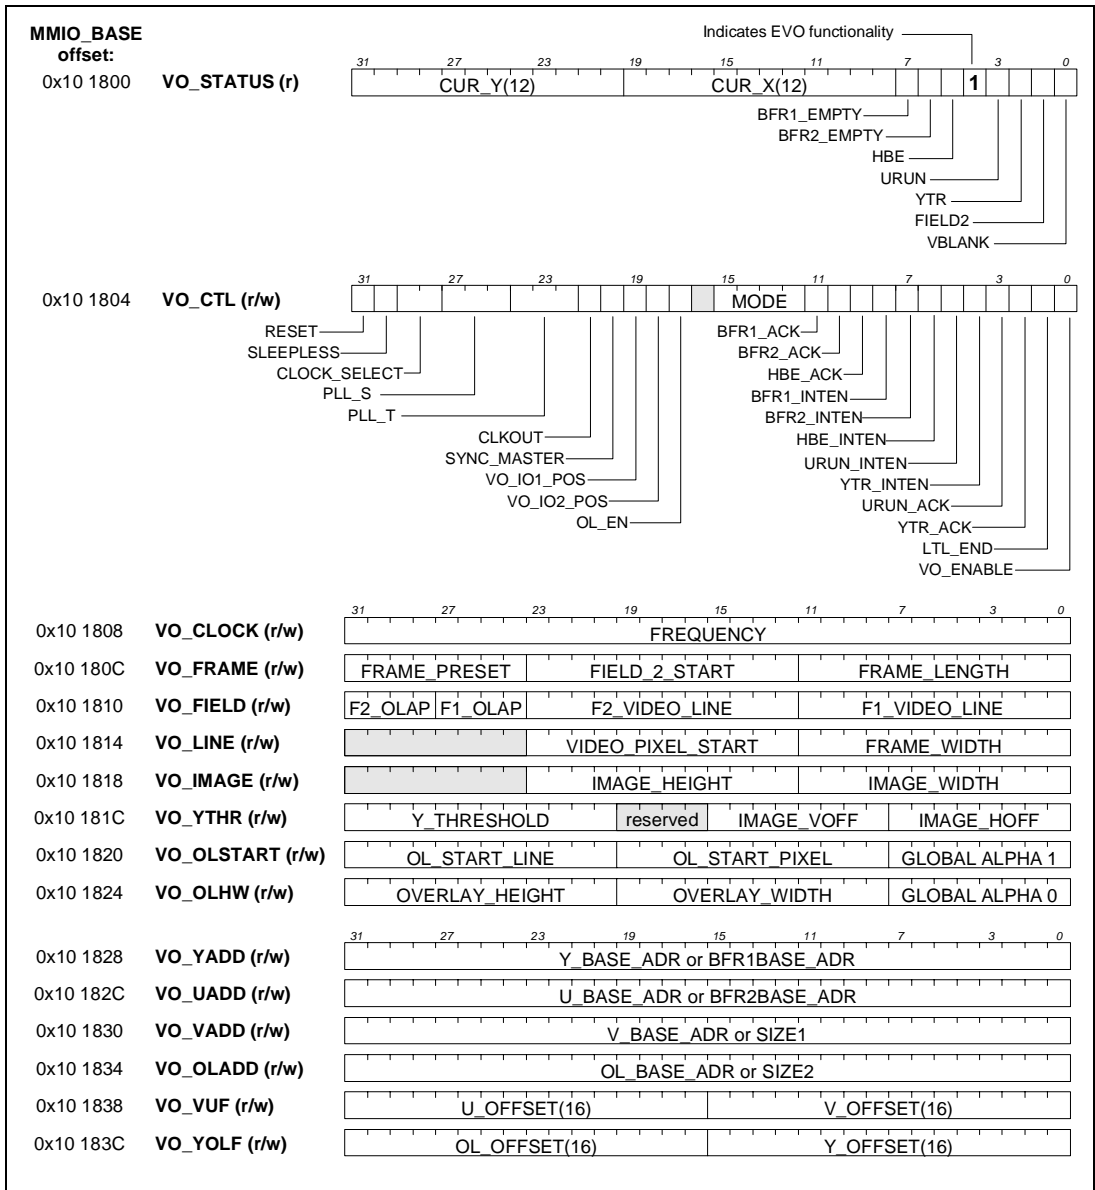 MMIO_BASE
offset:
Indicates EVO functionality
31 27 23 19 15 11 7 3 0
0x10 1800 VO_STATUS (r) CUR_Y(12) CUR_X(12) 1
BFR1_EMPTY
BFR2_EMPTY
HBE
URUN
YTR
FIELD2
VBLANK
31 27 23 19 15 11 7 3 0
0x10 1804 VO_CTL (r/w) MODE
RESET BFR1_ACK
SLEEPLESS BFR2_ACK
CLOCK_SELECT HBE_ACK
PLL_S BFR1_INTEN
PLL_T BFR2_INTEN
CLKOUT HBE_INTEN
SYNC_MASTER URUN_INTEN
VO_IO1_POS YTR_INTEN
VO_IO2_POS URUN_ACK
OL_EN YTR_ACK
LTL_END
VO_ENABLE
31 27 23 19 15 11 7 3 0
0x10 1808 VO_CLOCK (r/w) FREQUENCY
0x10 180C VO_FRAME (r/w) FRAME_PRESET FIELD_2_START FRAME_LENGTH
0x10 1810 VO_FIELD (r/w) F2_OLAP F1_OLAP F2_VIDEO_LINE F1_VIDEO_LINE
0x10 1814 VO_LINE (r/w) VIDEO_PIXEL_START FRAME_WIDTH
0x10 1818 VO_IMAGE (r/w) IMAGE_HEIGHT IMAGE_WIDTH
0x10 181C VO_YTHR (r/w) Y_THRESHOLD reserved IMAGE_VOFF IMAGE_HOFF
0x10 1820 VO_OLSTART (r/w) OL_START_LINE OL_START_PIXEL GLOBAL ALPHA 1
0x10 1824 VO_OLHW (r/w) OVERLAY_HEIGHT OVERLAY_WIDTH GLOBAL ALPHA 0
31 27 23 19 15 11 7 3 0
0x10 1828 VO_YADD (r/w) Y_BASE_ADR or BFR1BASE_ADR
0x10 182C VO_UADD (r/w) U_BASE_ADR or BFR2BASE_ADR
0x10 1830 VO_VADD (r/w) V_BASE_ADR or SIZE1
0x10 1834 VO_OLADD (r/w) OL_BASE_ADR or SIZE2
0x10 1838 VO_VUF (r/w) U_OFFSET(16) V_OFFSET(16)
0x10 183C VO_YOLF (r/w) OL_OFFSET(16) Y_OFFSET(16)